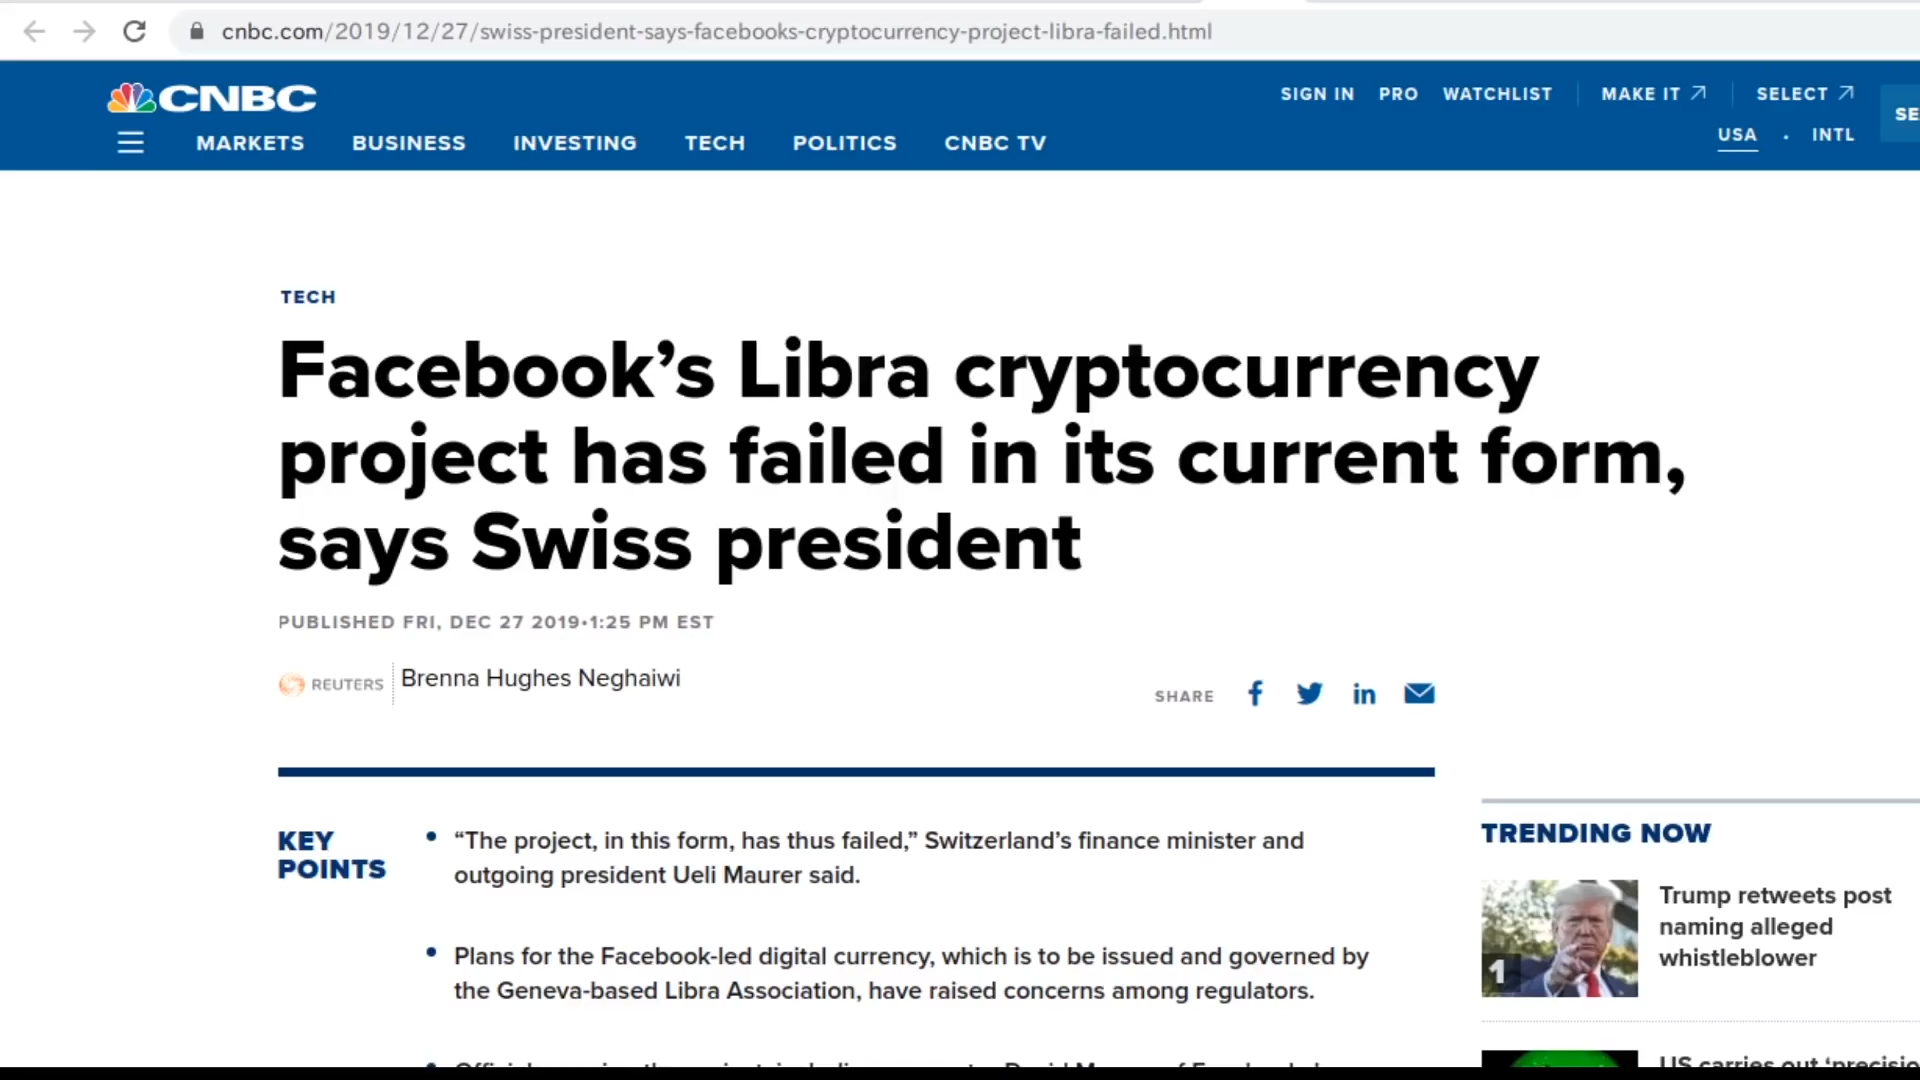 cnbc.com/2019/12/27/swiss-president-says-facebooks-cryptocurrency-project-libra-failed.html
CNBC
SIGN IN PRO WATCHLIST MAKE IT SELECT
MARKETS BUSINESS INVESTING TECH POLITICS CNBC TV
USA · INTL
TECH
Facebook’s Libra cryptocurrency
project has failed in its current form,
says Swiss president
PUBLISHED FRI, DEC 27 2019•1:25 PM EST
REUTERS Brenna Hughes Neghaiwi
SHARE
KEY
POINTS
• “The project, in this form, has thus failed,” Switzerland’s finance minister and
outgoing president Ueli Maurer said.
• Plans for the Facebook-led digital currency, which is to be issued and governed by
the Geneva-based Libra Association, have raised concerns among regulators.
TRENDING NOW
1
Trump retweets post
naming alleged
whistleblower
US carries out